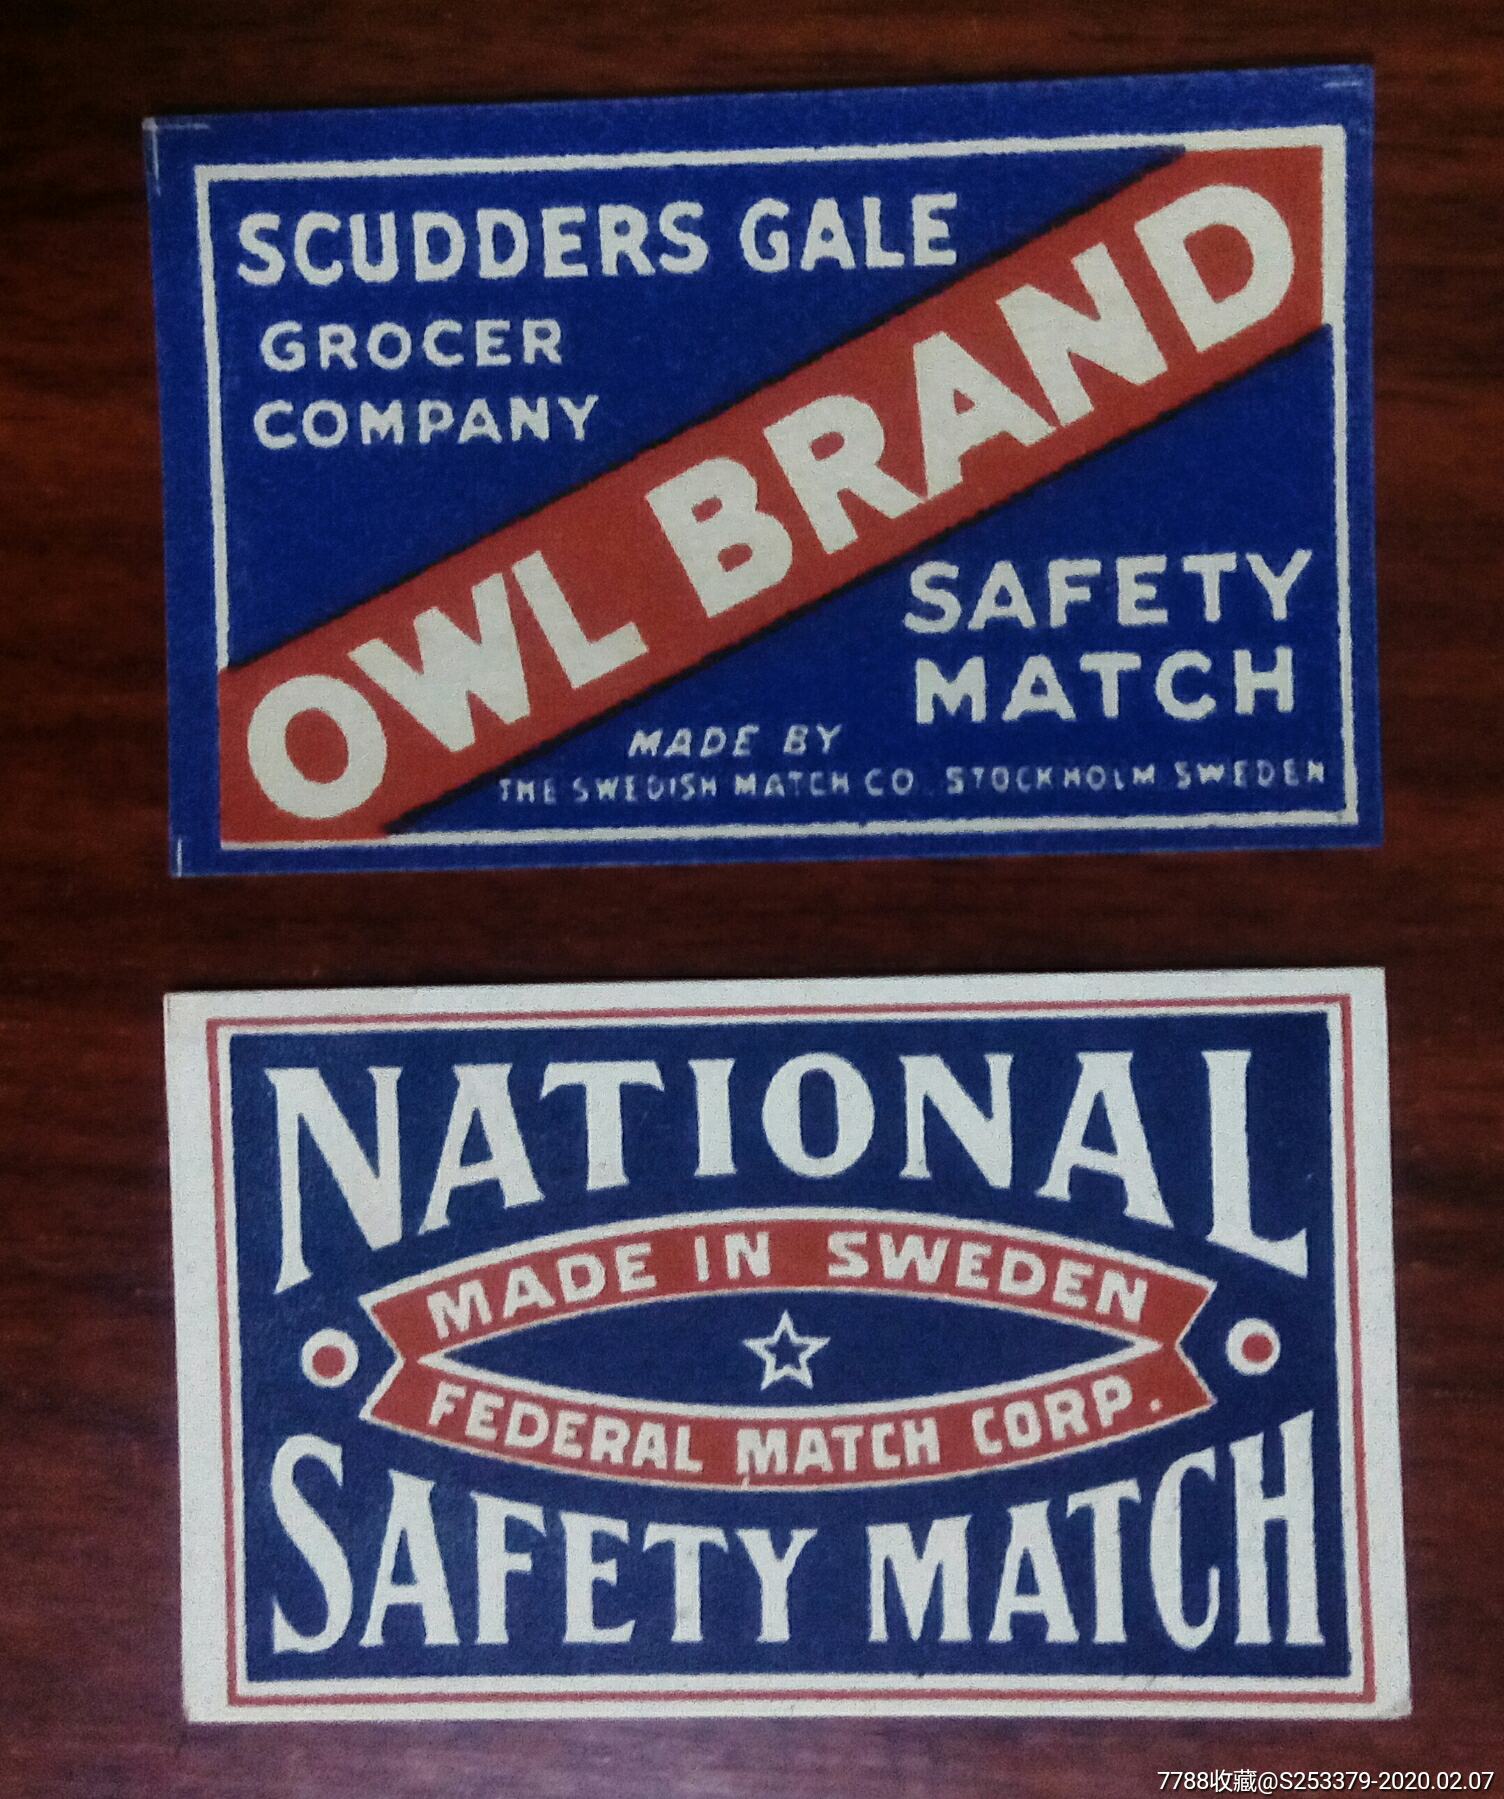 SCUDDERS GALE
GROCER
COMPANY
OWL BRAND
SAFETY
MATCH
MADE BY
THE SWEDISH MATCH CO. STOCKHOLM SWEDEN
NATIONAL
MADE IN SWEDEN
FEDERAL MATCH CORP.
SAFETY MATCH
7788收藏@S253379-2020.02.07